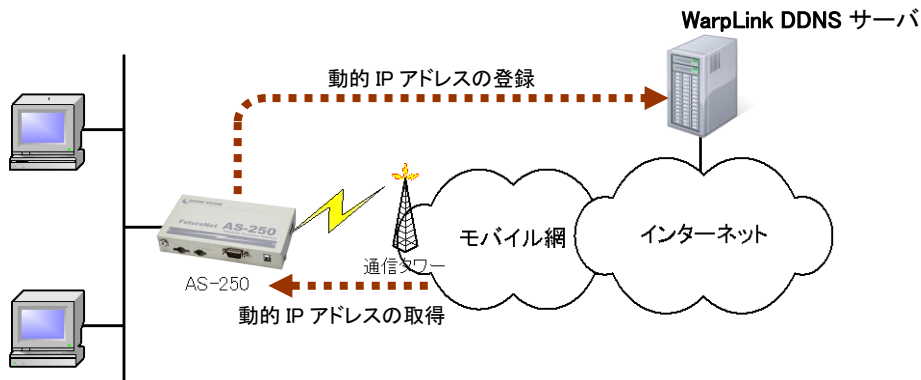 WarpLink DDNS サーバ
動的 IP アドレスの登録
FutureNet AS-250
モバイル網
インターネット
通信タワー
AS-250
動的 IP アドレスの取得